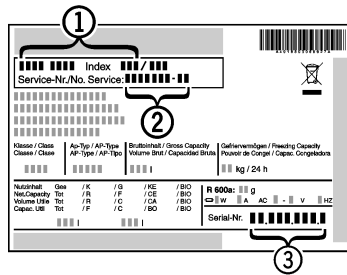 1
Index /
Service-Nr./No. Service: -
2
Klasse / Class
Classe / Clase
Ap-Typ / AP-Type
AP-Type / AP-Tipo
Bruttoinhalt / Gross Capacity
Volume Brut / Capacidad Bruta
Gefriervermögen / Freezing Capacity
Pouvoir de Congel / Capac. Congeladora
l
kg / 24 h
Nutzinhalt Ges / K / G / KE / BIO
Net.Capacity Tot / R / F / CE / BIO
Volume Utile Tot / R / C / CA / BIO
Capac. Util Tot / F / C / BO / BIO
l l
R 600a: g
W A AC - V HZ
Serial-Nr.
3